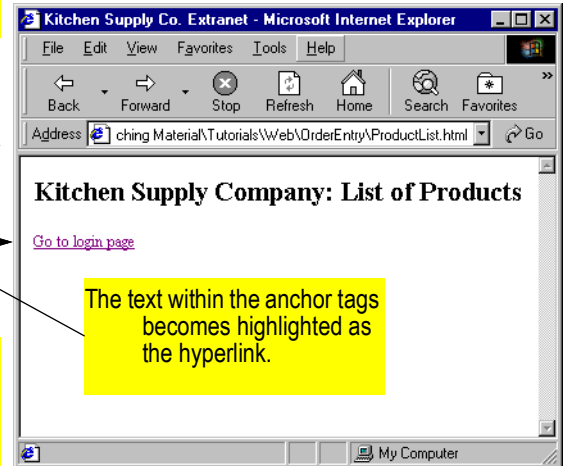 Kitchen Supply Co. Extranet - Microsoft Internet Explorer
File Edit View Favorites Tools Help
Back Forward Stop Refresh Home Search Favorites »
Address ching Material\Tutorials\Web\OrderEntry\ProductList.html Go
Kitchen Supply Company: List of Products
Go to login page
The text within the anchor tags
becomes highlighted as
the hyperlink.
My Computer